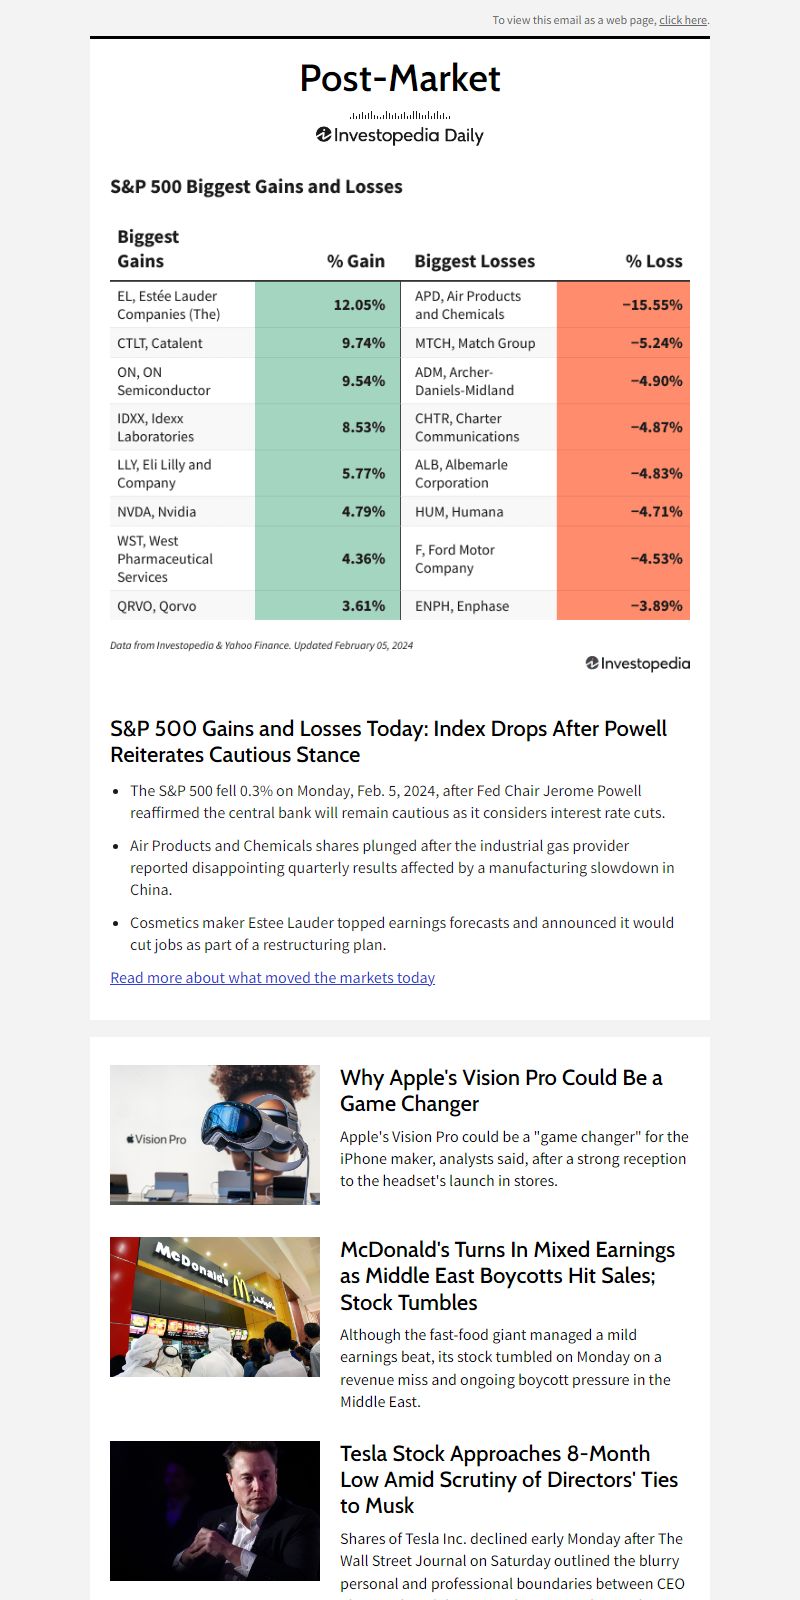 To view this email as a web page, click here.
Post-Market
Investopedia Daily
S&P 500 Biggest Gains and Losses
Biggest
Gains
% Gain
Biggest Losses
% Loss
EL, Estée Lauder
Companies (The)
12.05%
APD, Air Products
and Chemicals
−15.55%
CTLT, Catalent
9.74%
MTCH, Match Group
−5.24%
ON, ON
Semiconductor
9.54%
ADM, Archer-
Daniels-Midland
−4.90%
IDXX, Idexx
Laboratories
8.53%
CHTR, Charter
Communications
−4.87%
LLY, Eli Lilly and
Company
5.77%
ALB, Albemarle
Corporation
−4.83%
NVDA, Nvidia
4.79%
HUM, Humana
−4.71%
WST, West
Pharmaceutical
Services
4.36%
F, Ford Motor
Company
−4.53%
QRVO, Qorvo
3.61%
ENPH, Enphase
−3.89%
Data from Investopedia & Yahoo Finance. Updated February 05, 2024
Investopedia
S&P 500 Gains and Losses Today: Index Drops After Powell
Reiterates Cautious Stance
• The S&P 500 fell 0.3% on Monday, Feb. 5, 2024, after Fed Chair Jerome Powell
reaffirmed the central bank will remain cautious as it considers interest rate cuts.
• Air Products and Chemicals shares plunged after the industrial gas provider
reported disappointing quarterly results affected by a manufacturing slowdown in
China.
• Cosmetics maker Estee Lauder topped earnings forecasts and announced it would
cut jobs as part of a restructuring plan.
Read more about what moved the markets today
Vision Pro
Why Apple's Vision Pro Could Be a
Game Changer
Apple's Vision Pro could be a "game changer" for the
iPhone maker, analysts said, after a strong reception
to the headset's launch in stores.
McDonald's
McDonald's Turns In Mixed Earnings
as Middle East Boycotts Hit Sales;
Stock Tumbles
Although the fast-food giant managed a mild
earnings beat, its stock tumbled on Monday on a
revenue miss and ongoing boycott pressure in the
Middle East.
Tesla Stock Approaches 8-Month
Low Amid Scrutiny of Directors' Ties
to Musk
Shares of Tesla Inc. declined early Monday after The
Wall Street Journal on Saturday outlined the blurry
personal and professional boundaries between CEO